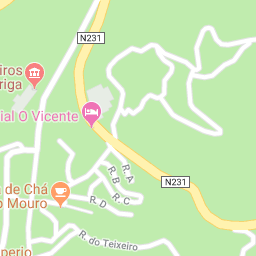 N231
eiros
riga
ial O Vicente
R. A
R. B
N231
R. C
a de Chá
o Mouro
R. D
R. do Teixeiro
perio